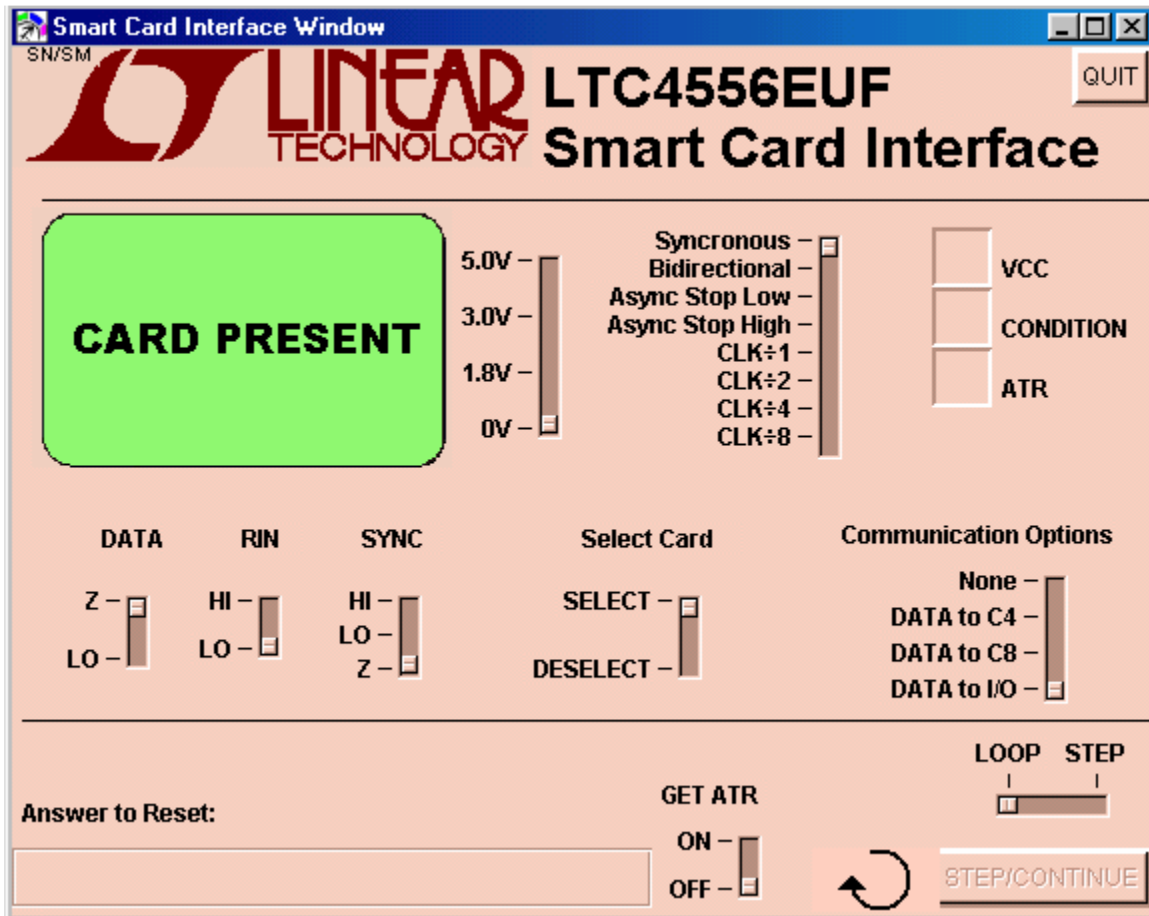 Smart Card Interface Window
SN/SM
QUIT
LINEAR
TECHNOLOGY
LTC4556EUF
Smart Card Interface
CARD PRESENT
5.0V
3.0V
1.8V
0V
Syncronous
Bidirectional
Async Stop Low
Async Stop High
CLK÷1
CLK÷2
CLK÷4
CLK÷8
VCC
CONDITION
ATR
DATA
Z
LO
RIN
HI
LO
SYNC
HI
LO
Z
Select Card
SELECT
DESELECT
Communication Options
None
DATA to C4
DATA to C8
DATA to I/O
LOOP STEP
Answer to Reset:
GET ATR
ON
OFF
STEP/CONTINUE